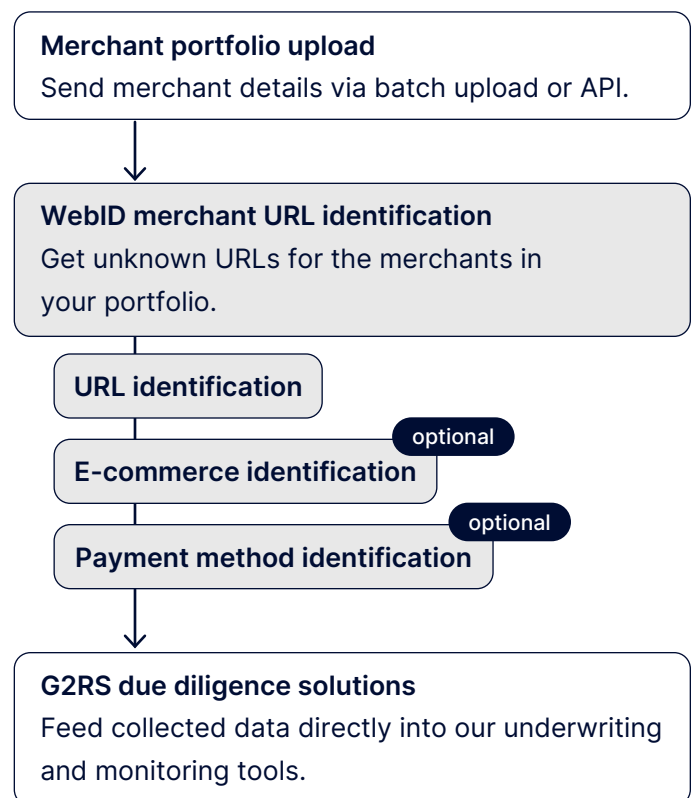 Merchant portfolio upload
Send merchant details via batch upload or API.
WebID merchant URL identification
Get unknown URLs for the merchants in
your portfolio.
URL identification
optional
E-commerce identification
optional
Payment method identification
G2RS due diligence solutions
Feed collected data directly into our underwriting
and monitoring tools.